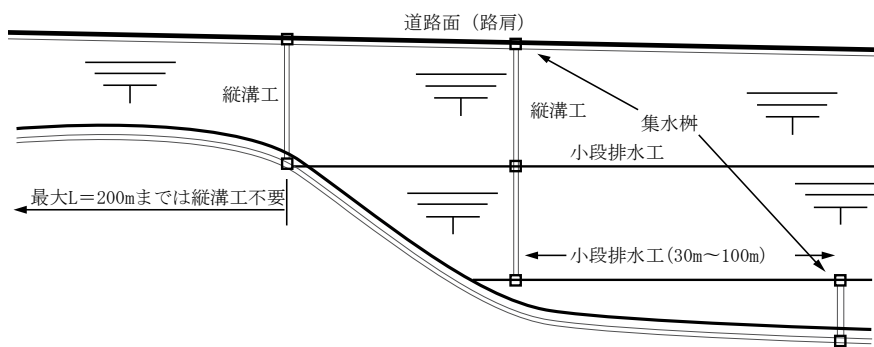 道路面（路肩）
縦溝工
縦溝工
集水桝
小段排水工
最大L＝200mまでは縦溝工不要
小段排水工(30m～100m)